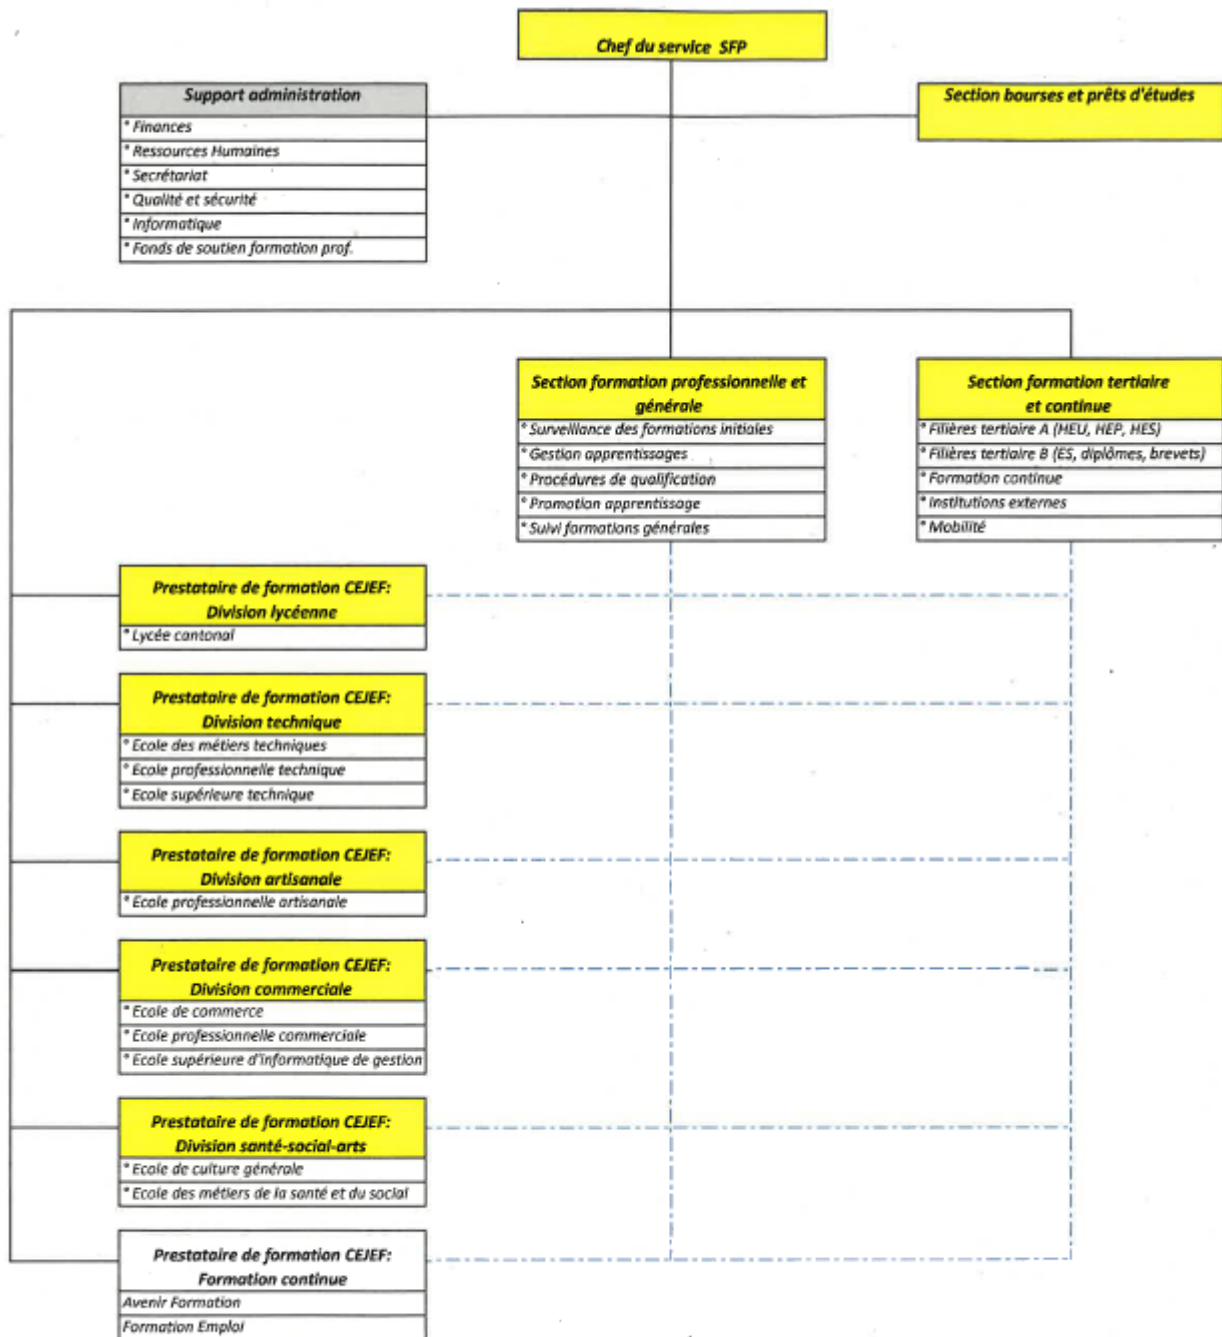 Chef du service SFP
Support administration
* Finances
* Ressources Humaines
* Secrétariat
* Qualité et sécurité
* Informatique
* Fonds de soutien formation prof.
Section bourses et prêts d'études
Section formation professionnelle et
générale
* Surveillance des formations initiales
* Gestion apprentissages
* Procédures de qualification
* Promotion apprentissage
* Suivi formations générales
Section formation tertiaire
et continue
* Filières tertiaire A (HEU, HEP, HES)
* Filières tertiaire B (ES, diplômes, brevets)
* Formation continue
* Institutions externes
* Mobilité
Prestataire de formation CEJEF:
Division lycéenne
* Lycée cantonal
Prestataire de formation CEJEF:
Division technique
* Ecole des métiers techniques
* Ecole professionnelle technique
* Ecole supérieure technique
Prestataire de formation CEJEF:
Division artisanale
* Ecole professionnelle artisanale
Prestataire de formation CEJEF:
Division commerciale
* Ecole de commerce
* Ecole professionnelle commerciale
* Ecole supérieure d'informatique de gestion
Prestataire de formation CEJEF:
Division santé-social-arts
* Ecole de culture générale
* Ecole des métiers de la santé et du social
Prestataire de formation CEJEF:
Formation continue
Avenir Formation
Formation Emploi